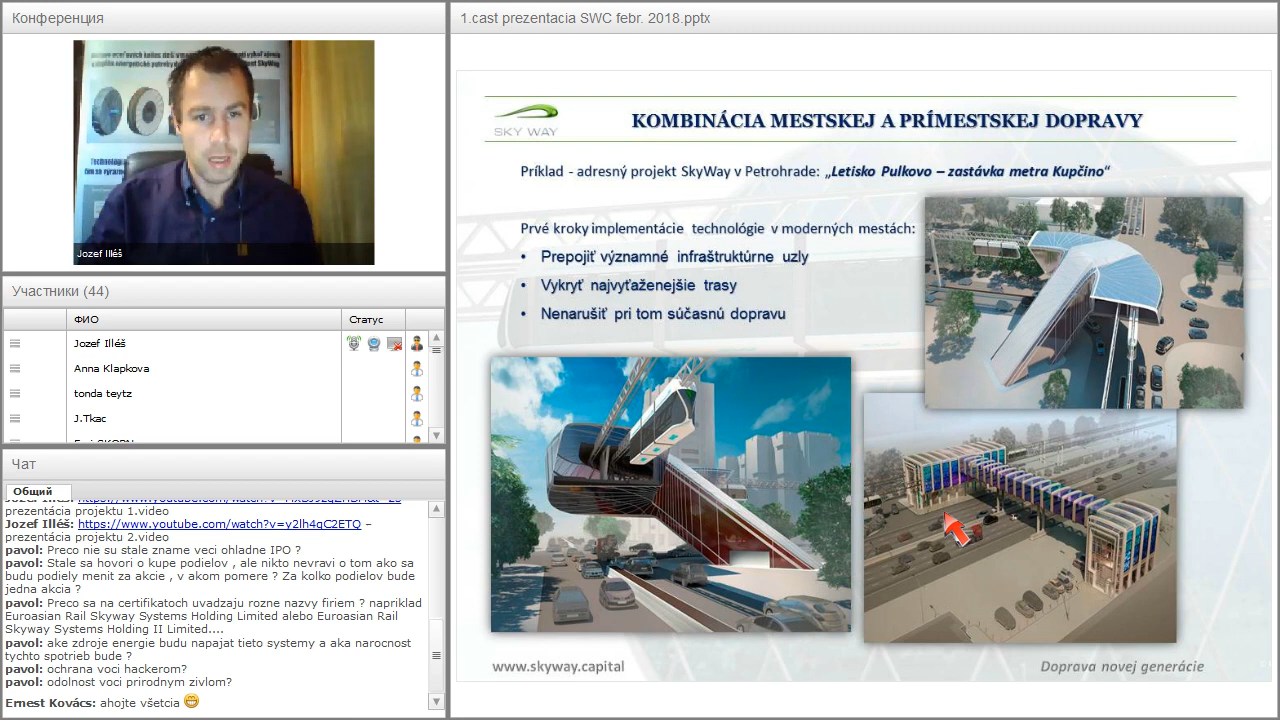 Конференция
Jozef Illéš
Участники (44)
ФИО
Статус
Jozef Illéš
Anna Klapkova
tonda teytz
J.Tkac
Чат
Общий
Jozef Illéš:
prezentácia projektu 1.video
Jozef Illéš: https://www.youtube.com/watch?v=y2lh4qC2ETQ –
prezentácia projektu 2.video
pavol: Preco nie su stale zname veci ohladne IPO ?
pavol: Stale sa hovori o kupe podielov , ale nikto nevravi o tom ako sa
budu podiely menit za akcie , v akom pomere ? Za kolko podielov bude
jedna akcia ?
pavol: Preco sa na certifikatoch uvadzaju rozne nazvy firiem ? napriklad
Euroasian Rail Skyway Systems Holding Limited alebo Euroasian Rail
Skyway Systems Holding II Limited....
pavol: ake zdroje energie budu napajat tieto systemy a aka narocnost
tychto spotrieb bude ?
pavol: ochrana voci hackerom?
pavol: odolnost voci prirodnym zivlom?
Ernest Kovács: ahojte všetcia
1.cast prezentacia SWC febr. 2018.pptx
SKY WAY
KOMBINÁCIA MESTSKEJ A PRÍMESTSKEJ DOPRAVY
Príklad - adresný projekt SkyWay v Petrohrade: „Letisko Pulkovo – zastávka metra Kupčino“
Prvé kroky implementácie technológie v moderných mestách:
• Prepojiť významné infraštruktúrne uzly
• Vykryť najvyťaženejšie trasy
• Nenarušiť pri tom súčasnú dopravu
www.skyway.capital
Doprava novej generácie